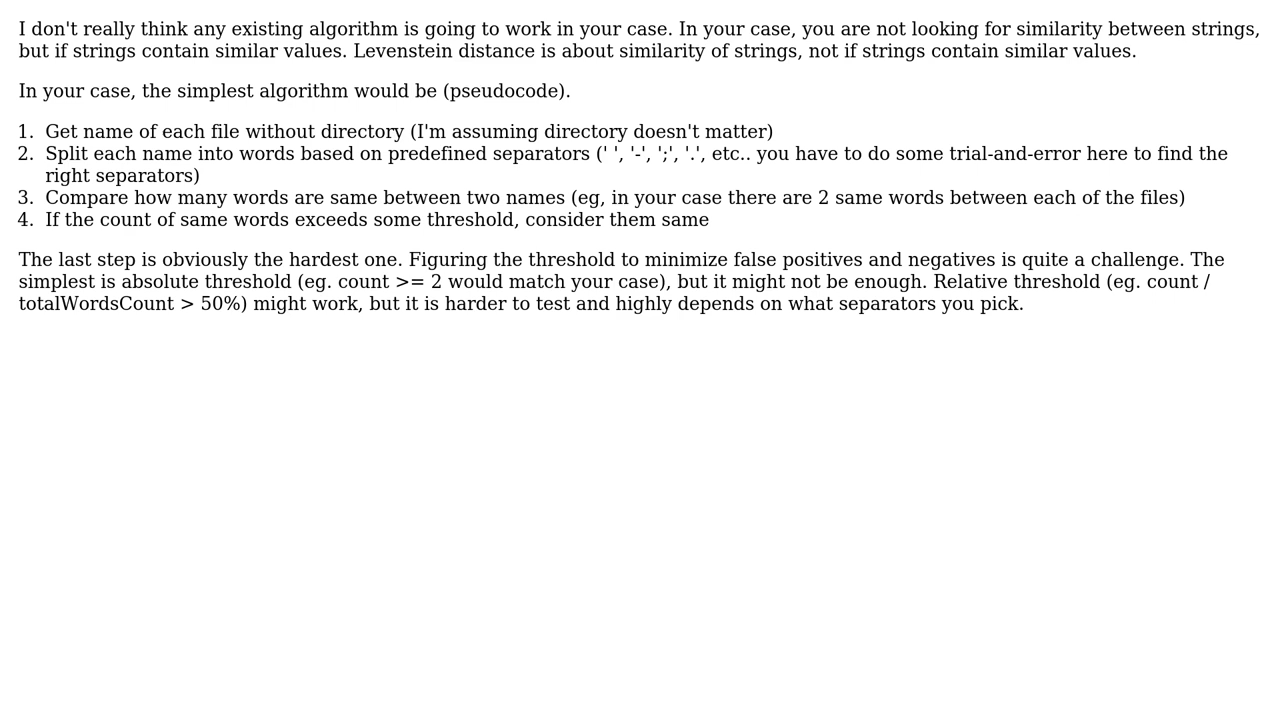 I don't really think any existing algorithm is going to work in your case. In your case, you are not looking for similarity between strings,
but if strings contain similar values. Levenstein distance is about similarity of strings, not if strings contain similar values.
In your case, the simplest algorithm would be (pseudocode).
1. Get name of each file without directory (I'm assuming directory doesn't matter)
2. Split each name into words based on predefined separators (' ', '-', ';', '.', etc.. you have to do some trial-and-error here to find the
right separators)
3. Compare how many words are same between two names (eg, in your case there are 2 same words between each of the files)
4. If the count of same words exceeds some threshold, consider them same
The last step is obviously the hardest one. Figuring the threshold to minimize false positives and negatives is quite a challenge. The
simplest is absolute threshold (eg. count >= 2 would match your case), but it might not be enough. Relative threshold (eg. count /
totalWordsCount > 50%) might work, but it is harder to test and highly depends on what separators you pick.